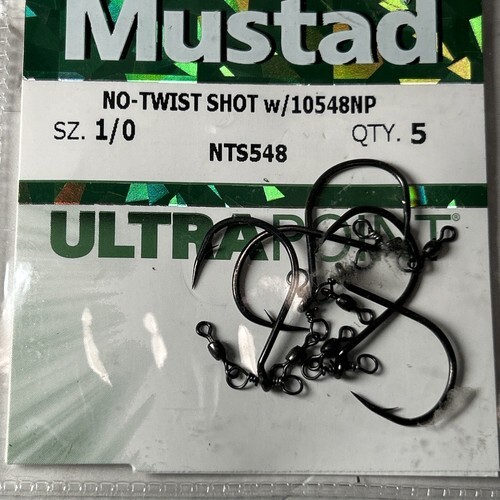 Mustad
NO-TWIST SHOT w/10548NP
SZ. 1/0 QTY. 5
NTS548
ULTRAPOINT®